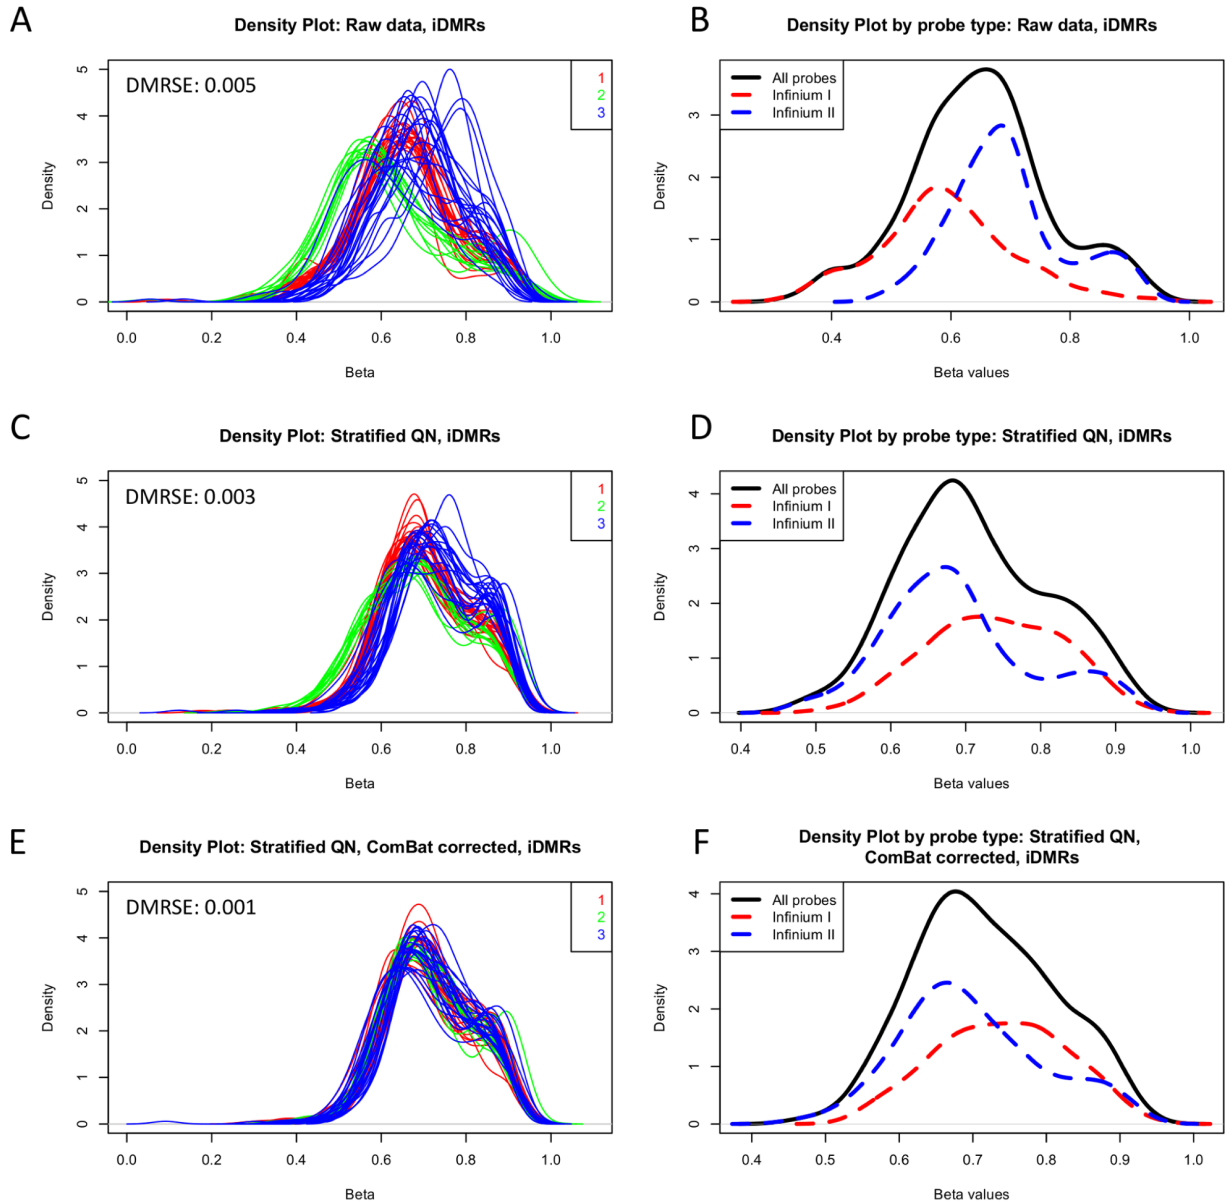 A
Density Plot: Raw data, iDMRs
DMRSE: 0.005
1
2
3
Density
0
1
2
3
4
5
0.0 0.2 0.4 0.6 0.8 1.0
Beta
B
Density Plot by probe type: Raw data, iDMRs
All probes
Infinium I
Infinium II
Density
0
1
2
3
0.4 0.6 0.8 1.0
Beta values
C
Density Plot: Stratified QN, iDMRs
DMRSE: 0.003
1
2
3
Density
0
1
2
3
4
5
0.0 0.2 0.4 0.6 0.8 1.0
Beta
D
Density Plot by probe type: Stratified QN, iDMRs
All probes
Infinium I
Infinium II
Density
0
1
2
3
4
0.4 0.5 0.6 0.7 0.8 0.9 1.0
Beta values
E
Density Plot: Stratified QN, ComBat corrected, iDMRs
DMRSE: 0.001
1
2
3
Density
0
1
2
3
4
5
0.0 0.2 0.4 0.6 0.8 1.0
Beta
F
Density Plot by probe type: Stratified QN,
ComBat corrected, iDMRs
All probes
Infinium I
Infinium II
Density
0
1
2
3
4
0.4 0.5 0.6 0.7 0.8 0.9 1.0
Beta values